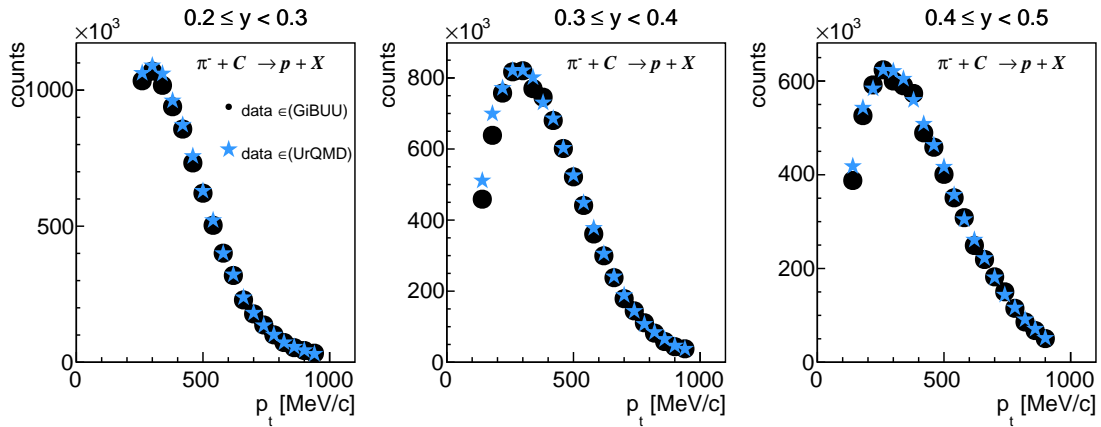 0.2 ≤ y < 0.3
×10³
counts
π⁻ + C → p + X
data ∈(GiBUU)
data ∈(UrQMD)
1000
500
0
0 500 1000
p_t [MeV/c]
0.3 ≤ y < 0.4
×10³
counts
π⁻ + C → p + X
800
600
400
200
0
0 500 1000
p_t [MeV/c]
0.4 ≤ y < 0.5
×10³
counts
π⁻ + C → p + X
600
400
200
0
0 500 1000
p_t [MeV/c]